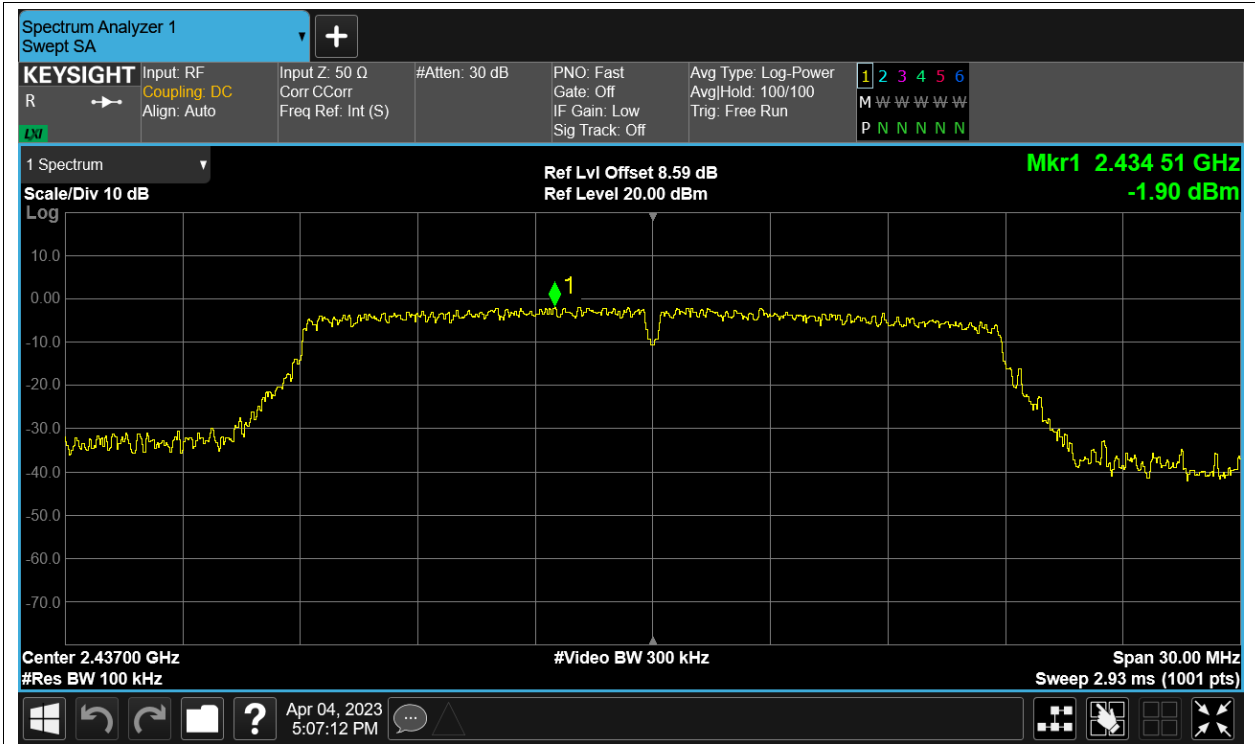 Spectrum Analyzer 1
Swept SA
KEYSIGHT
R
LXI
Input: RF
Coupling: DC
Align: Auto
Input Z: 50 Ω
Corr CCorr
Freq Ref: Int (S)
#Atten: 30 dB
PNO: Fast
Gate: Off
IF Gain: Low
Sig Track: Off
Avg Type: Log-Power
Avg|Hold: 100/100
Trig: Free Run
1 2 3 4 5 6
M W W W W W W
P N N N N N N
1 Spectrum
Scale/Div 10 dB
Ref Lvl Offset 8.59 dB
Ref Level 20.00 dBm
Mkr1 2.434 51 GHz
-1.90 dBm
Log
10.0
0.00
-10.0
-20.0
-30.0
-40.0
-50.0
-60.0
-70.0
1
Center 2.43700 GHz
#Res BW 100 kHz
#Video BW 300 kHz
Span 30.00 MHz
Sweep 2.93 ms (1001 pts)
?
Apr 04, 2023
5:07:12 PM